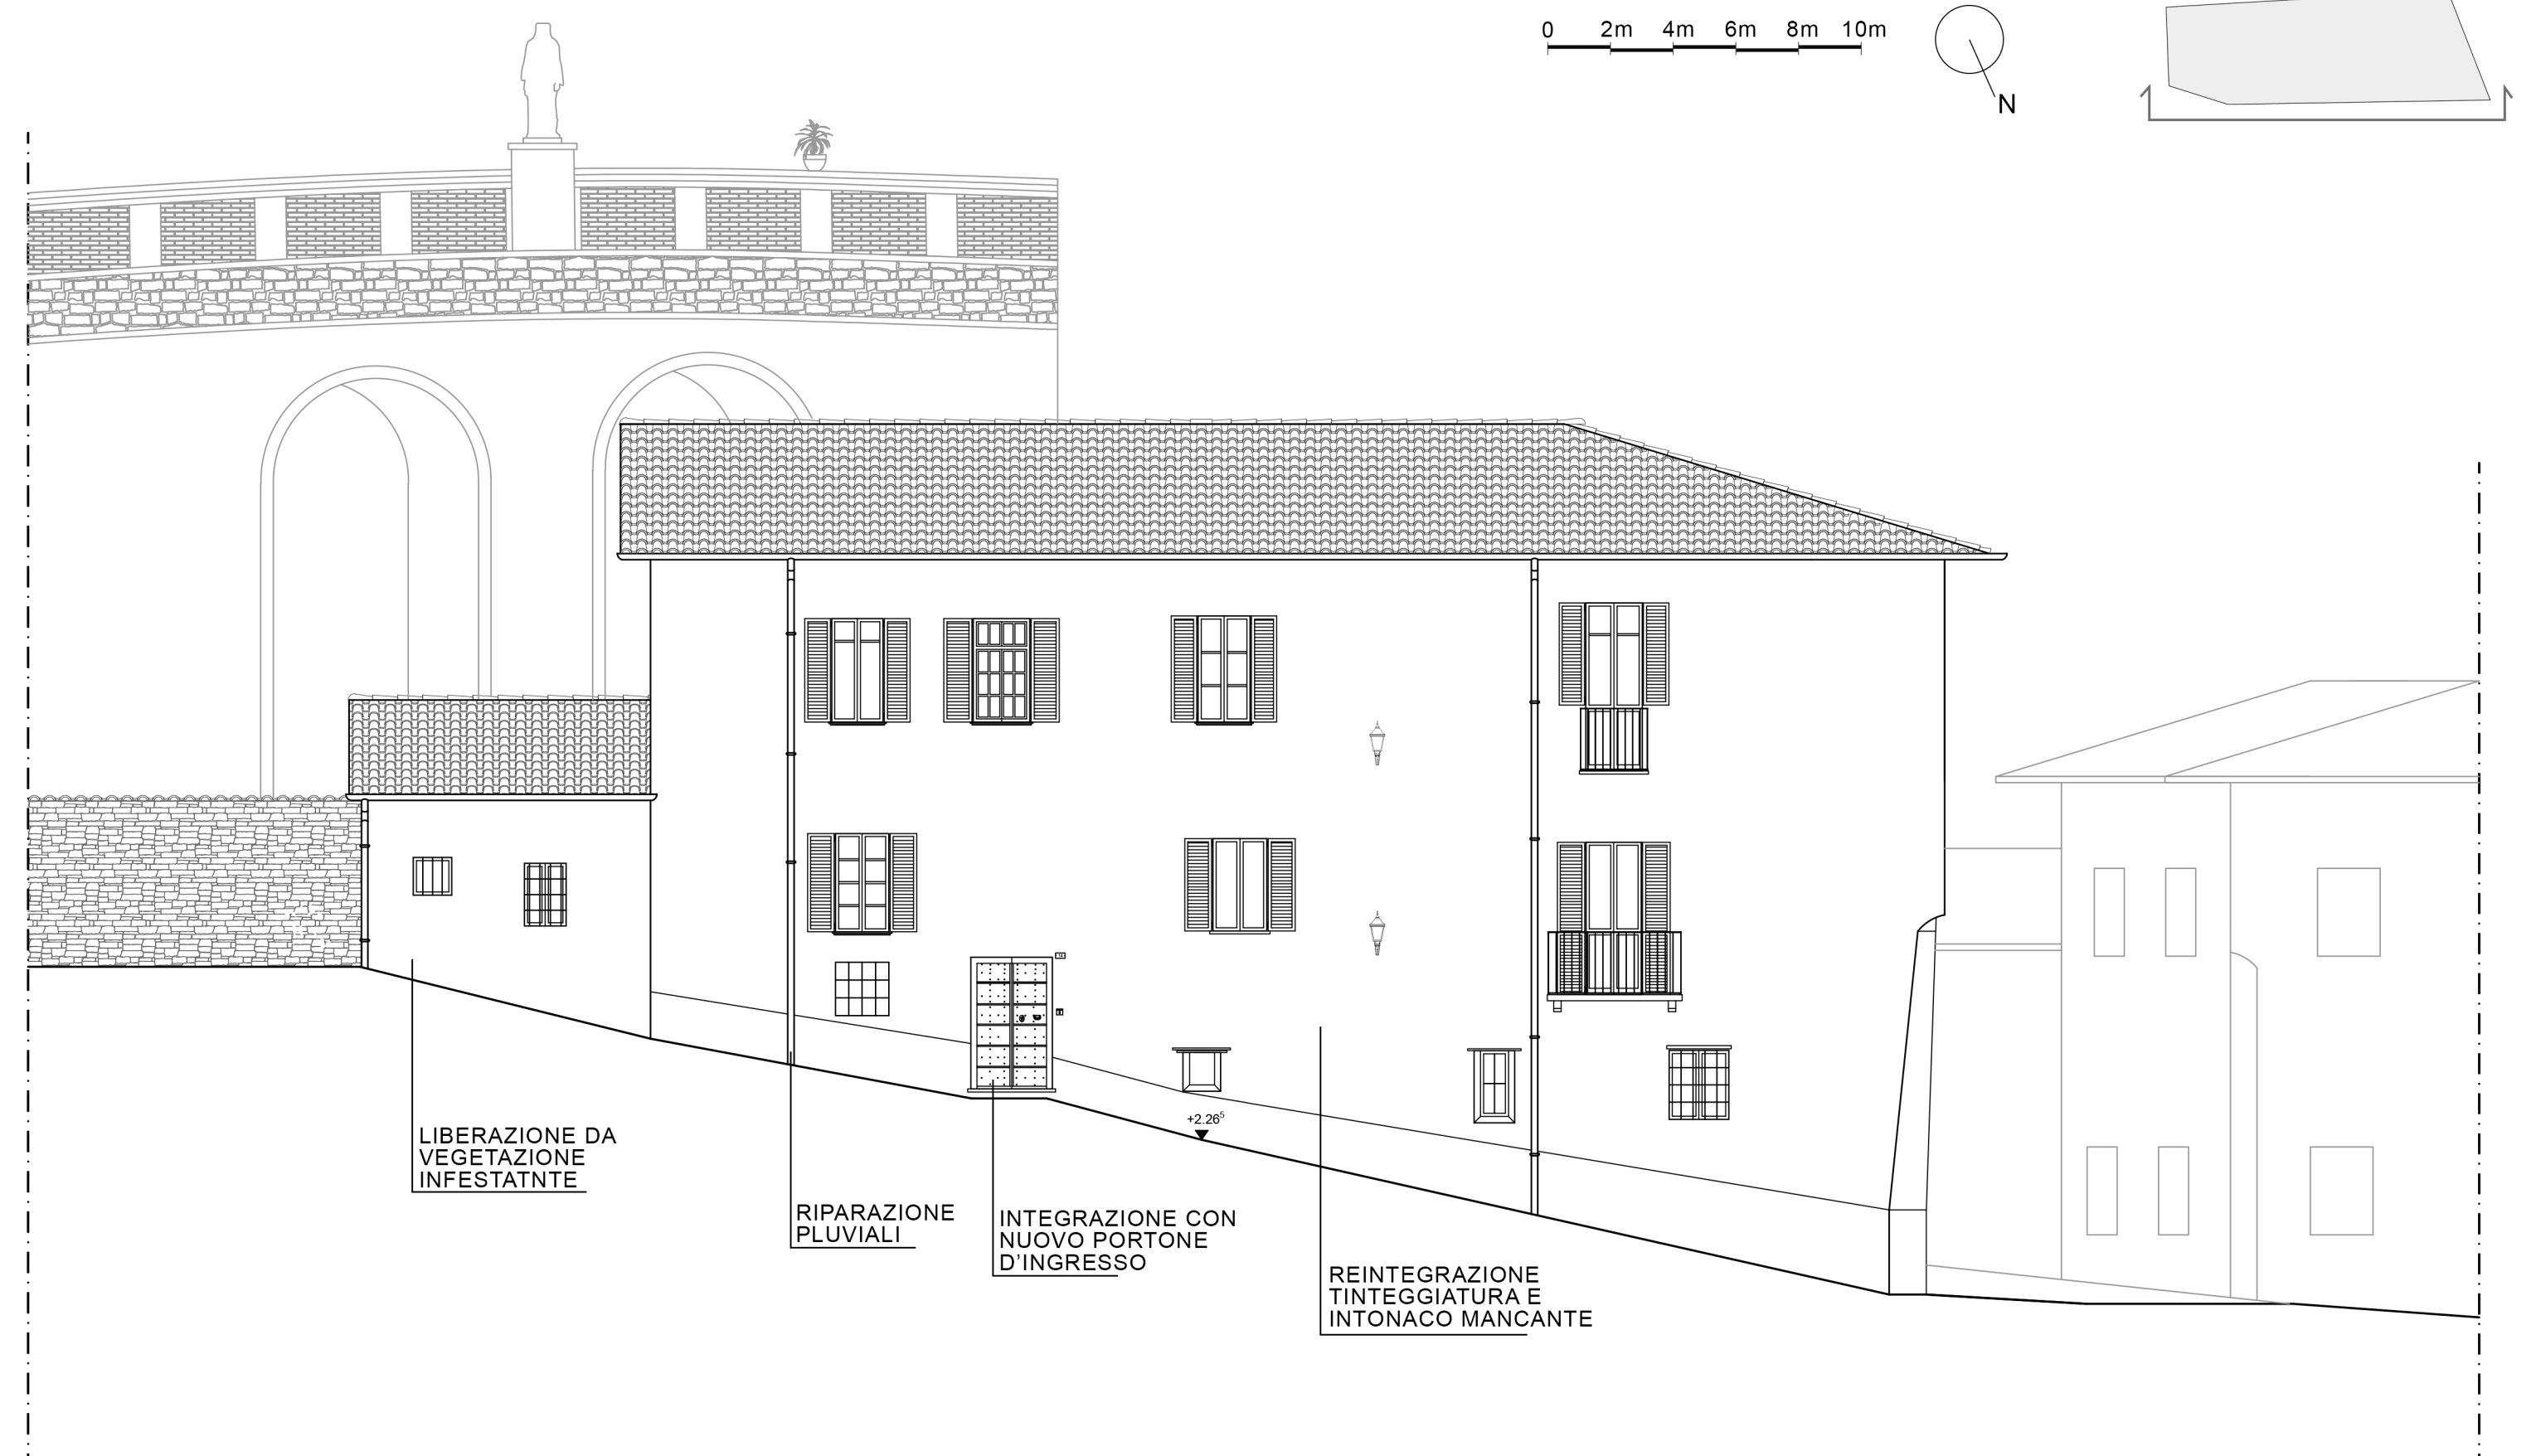 0 2m 4m 6m 8m 10m
N
+2.26⁵
LIBERAZIONE DA
VEGETAZIONE
INFESTATNTE
RIPARAZIONE
PLUVIALI
INTEGRAZIONE CON
NUOVO PORTONE
D’INGRESSO
REINTEGRAZIONE
TINTEGGIATURA E
INTONACO MANCANTE